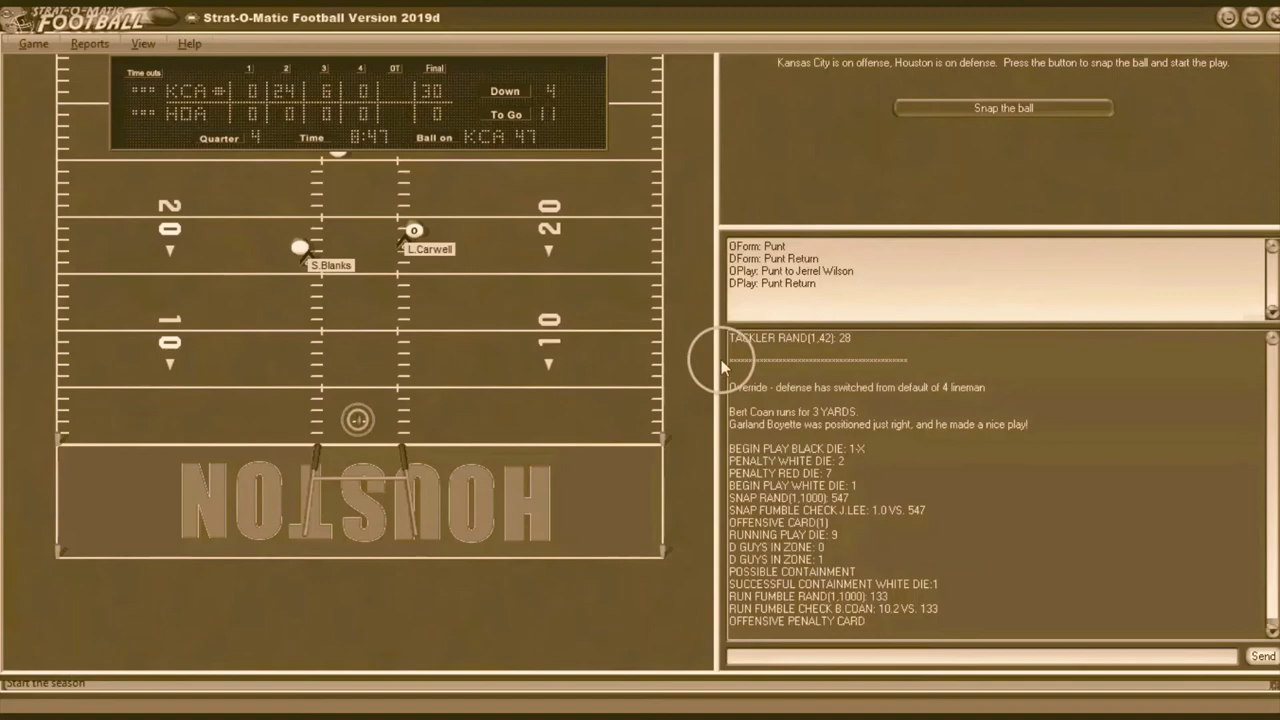 STRAT-O-MATIC
FOOTBALL
Strat-O-Matic Football Version 2019d
Game Reports View Help
Kansas City is on offense, Houston is on defense. Press the button to snap the ball and start the play.
Snap the ball
Time outs 1 2 3 4 OT Final
*** KCA 0 24 6 0 30 Down 4
*** HOA 0 0 0 0 0 To Go 11
Quarter 4 Time 8:47 Ball on KCA 47
20 20
O
L.Carwell
S.Blanks
10 10
HOUSTON
OForm: Punt
DForm: Punt Return
OPlay: Punt to Jerrel Wilson
DPlay: Punt Return
TACKLER RAND(1,42): 28
Override - defense has switched from default of 4 lineman
Bert Coan runs for 3 YARDS.
Garland Boyette was positioned just right, and he made a nice play!
BEGIN PLAY BLACK DIE: 1-X
PENALTY WHITE DIE: 2
PENALTY RED DIE: 7
BEGIN PLAY WHITE DIE: 1
SNAP RAND(1,1000): 547
SNAP FUMBLE CHECK J.LEE: 1.0 VS. 547
OFFENSIVE CARD(1)
RUNNING PLAY DIE: 9
D GUYS IN ZONE: 0
D GUYS IN ZONE: 1
POSSIBLE CONTAINMENT
SUCCESSFUL CONTAINMENT WHITE DIE:1
RUN FUMBLE RAND(1,1000): 133
RUN FUMBLE CHECK B.COAN: 10.2 VS. 133
OFFENSIVE PENALTY CARD
Send
Start the season